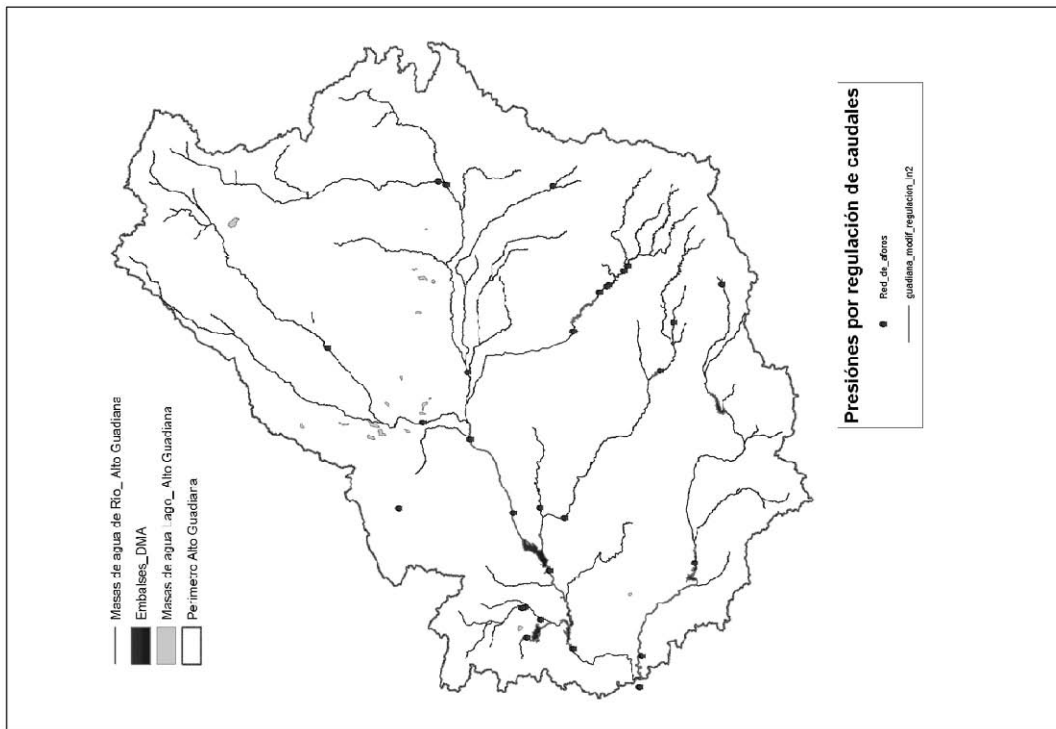 Masas de agua de Río_ Alto Guadiana
Embalses_DMA
Masas de agua Lago_ Alto Guadiana
Perímetro Alto Guadiana
Presiónes por regulación de caudales
Red_de_aforos
guadiana_modif_regulacion_in2